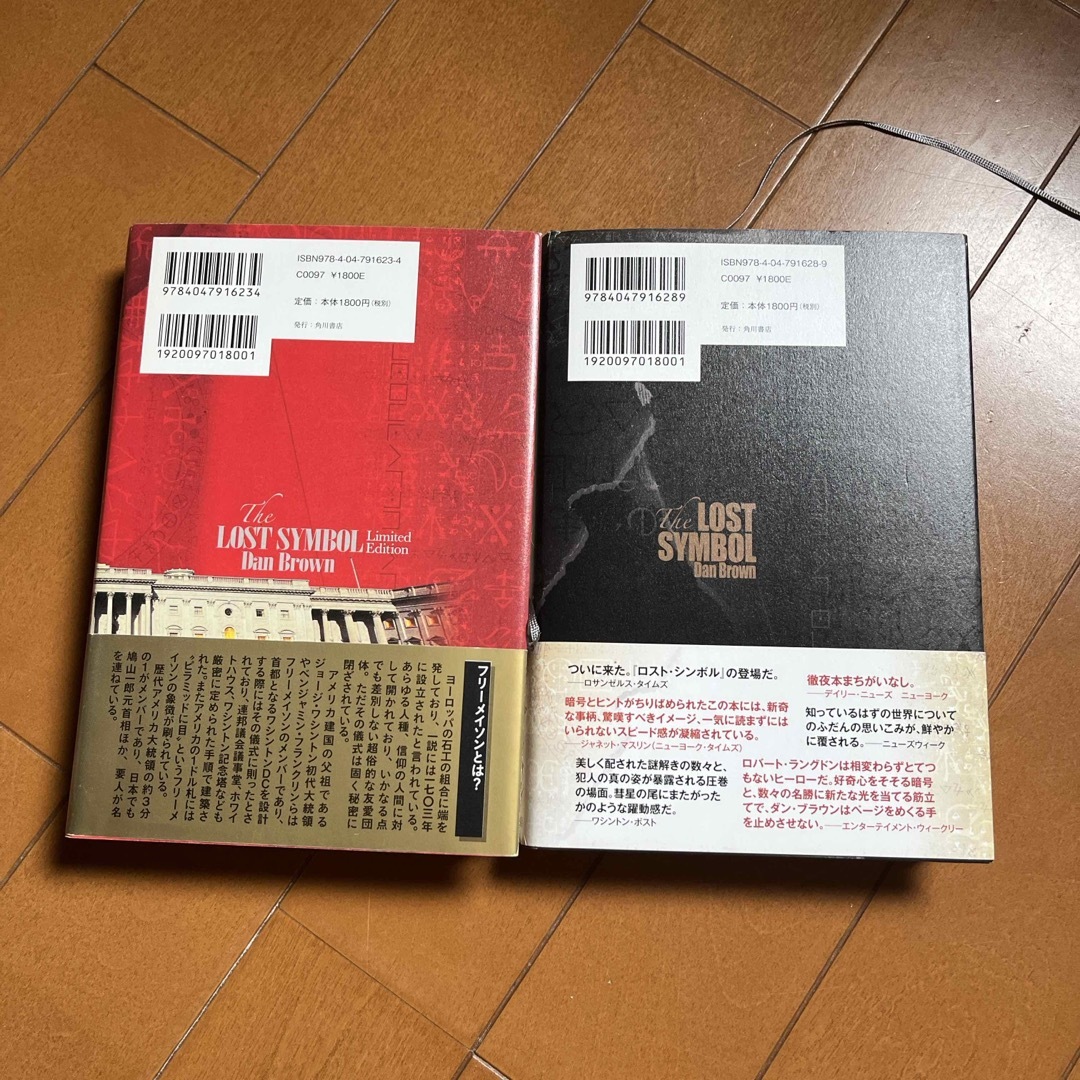 9784047916234
1920097018001
ISBN978-4-04-791623-4
C0097 ¥1800E
定価:本体1800円(税別)
発行:角川書店
The
LOST SYMBOL
Limited
Edition
Dan Brown
フリーメイソンとは?
ヨーロッパの石工の組合に端を
発しており、一説には一七〇三年
に設立されたと言われている。
あらゆる人種、信仰の人間に対
して開かれており、いかなる点
でも差別しない超俗的な友愛団
体。ただその儀式は固く秘密に
閉ざされている。
アメリカ建国の父祖である
ジョージ・ワシントン初代大統領
やベンジャミン・フランクリンらは
フリーメイソンのメンバーであり、
首都となるワシントンDCを設計
する際にはその儀式に則ったとさ
れており、連邦議会議事堂、ホワイ
トハウス、ワシントン記念塔なども
厳密に定められた手順で建築さ
れた。またアメリカの1ドル札には
“ピラミッドに目”というフリーメ
イソンの象徴が刷られている。
歴代アメリカ大統領の約3分
の1がメンバーであり、日本でも
鳩山一郎元首相ほか、要人が名
を連ねている。
9784047916289
1920097018001
ISBN978-4-04-791628-9
C0097 ¥1800E
定価:本体1800円(税別)
発行:角川書店
The LOST
SYMBOL
Dan Brown
ついに来た。『ロスト・シンボル』の登場だ。
——ロサンゼルス・タイムズ
暗号とヒントがちりばめられたこの本には、新奇
な事柄、驚嘆すべきイメージ、一気に読まずには
いられないスピード感が凝縮されている。
——ジャネット・マスリン(ニューヨーク・タイムズ)
美しく配された謎解きの数々と、
犯人の真の姿が暴露される圧巻
の場面。彗星の尾にまたがった
かのような躍動感だ。
——ワシントン・ポスト
徹夜本まちがいなし。
——デイリー・ニューズ ニューヨーク
知っているはずの世界について
のふだんの思いこみが、鮮やか
に覆される。——ニューズウィーク
ロバート・ラングドンは相変わらずとて
つもないヒーローだ。好奇心をそそる暗号
と、数々の名勝に新たな光を当てる筋立
てで、ダン・ブラウンはページをめくる手
を止めさせない。——エンターテイメント・ウィークリー